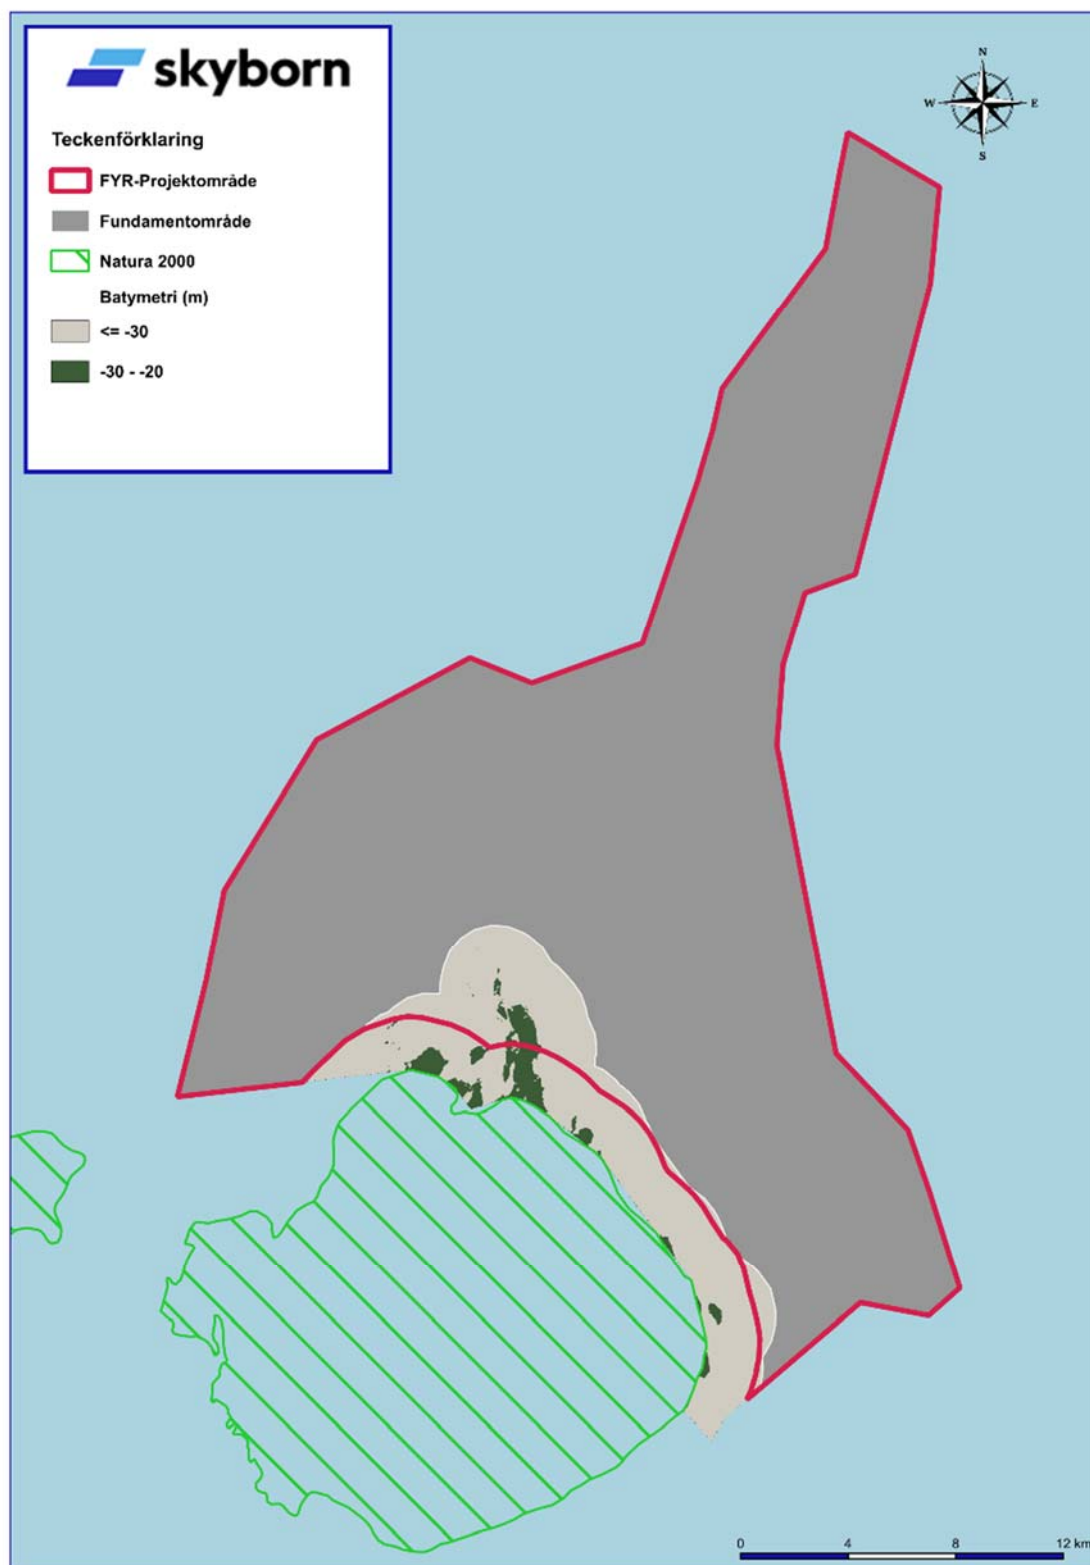 skyborn
Teckenförklaring
FYR-Projektområde
Fundamentområde
Natura 2000
Batymetri (m)
<= -30
-30 - -20
N
W E
S
0 4 8 12 km